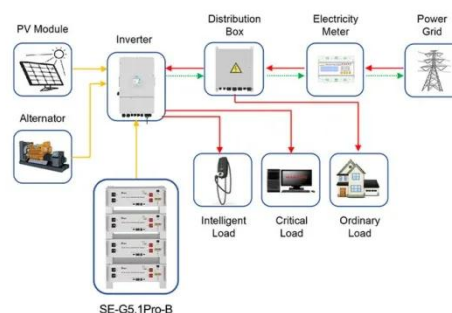 PV Module
Inverter
Distribution
Box
Electricity
Meter
Power
Grid
Alternator
Intelligent
Load
Critical
Load
Ordinary
Load
SE-G5.1Pro-B